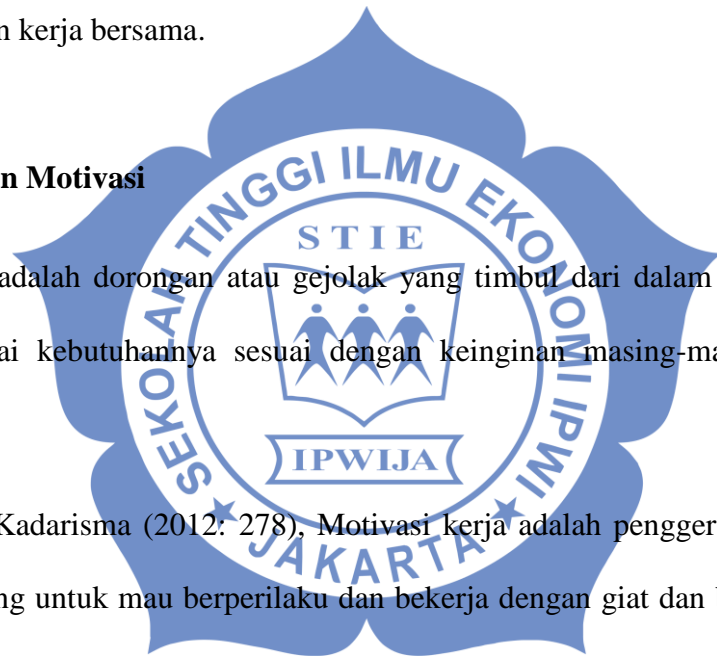 n kerja bersama.
n Motivasi
SEKOLAH TINGGI ILMU EKONOMI IPWI
STIE
adalah dorongan atau gejolak yang timbul dari dalam
ai kebutuhannya sesuai dengan keinginan masing-ma
IPWIJA
Kadarisma (2012: 278), Motivasi kerja adalah pengger
JAKARTA
ng untuk mau berperilaku dan bekerja dengan giat dan